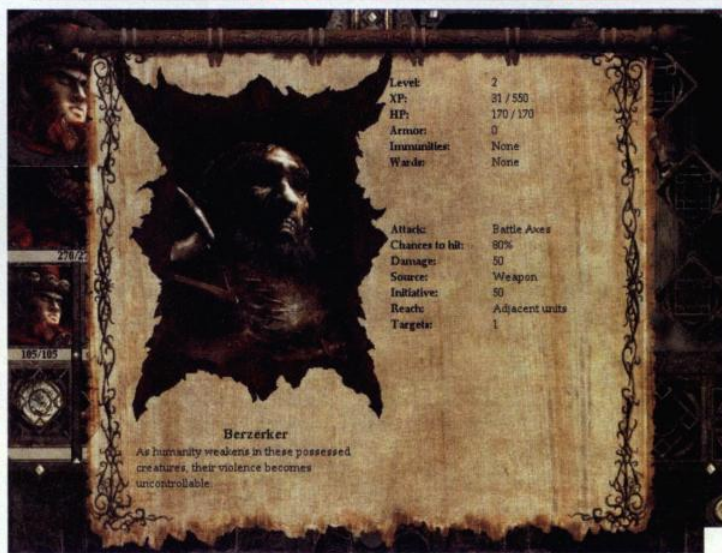 Level: 2
XP: 31 / 550
HP: 170 / 170
Armor: 0
Immunities: None
Wards: None
Attack: Battle Axes
Chances to hit: 80%
Damage: 50
Source: Weapon
Initiative: 50
Reach: Adjacent units
Targets: 1
105/105
Berzerker
As humanity weakens in these possessed
creatures, their violence becomes
uncontrollable.